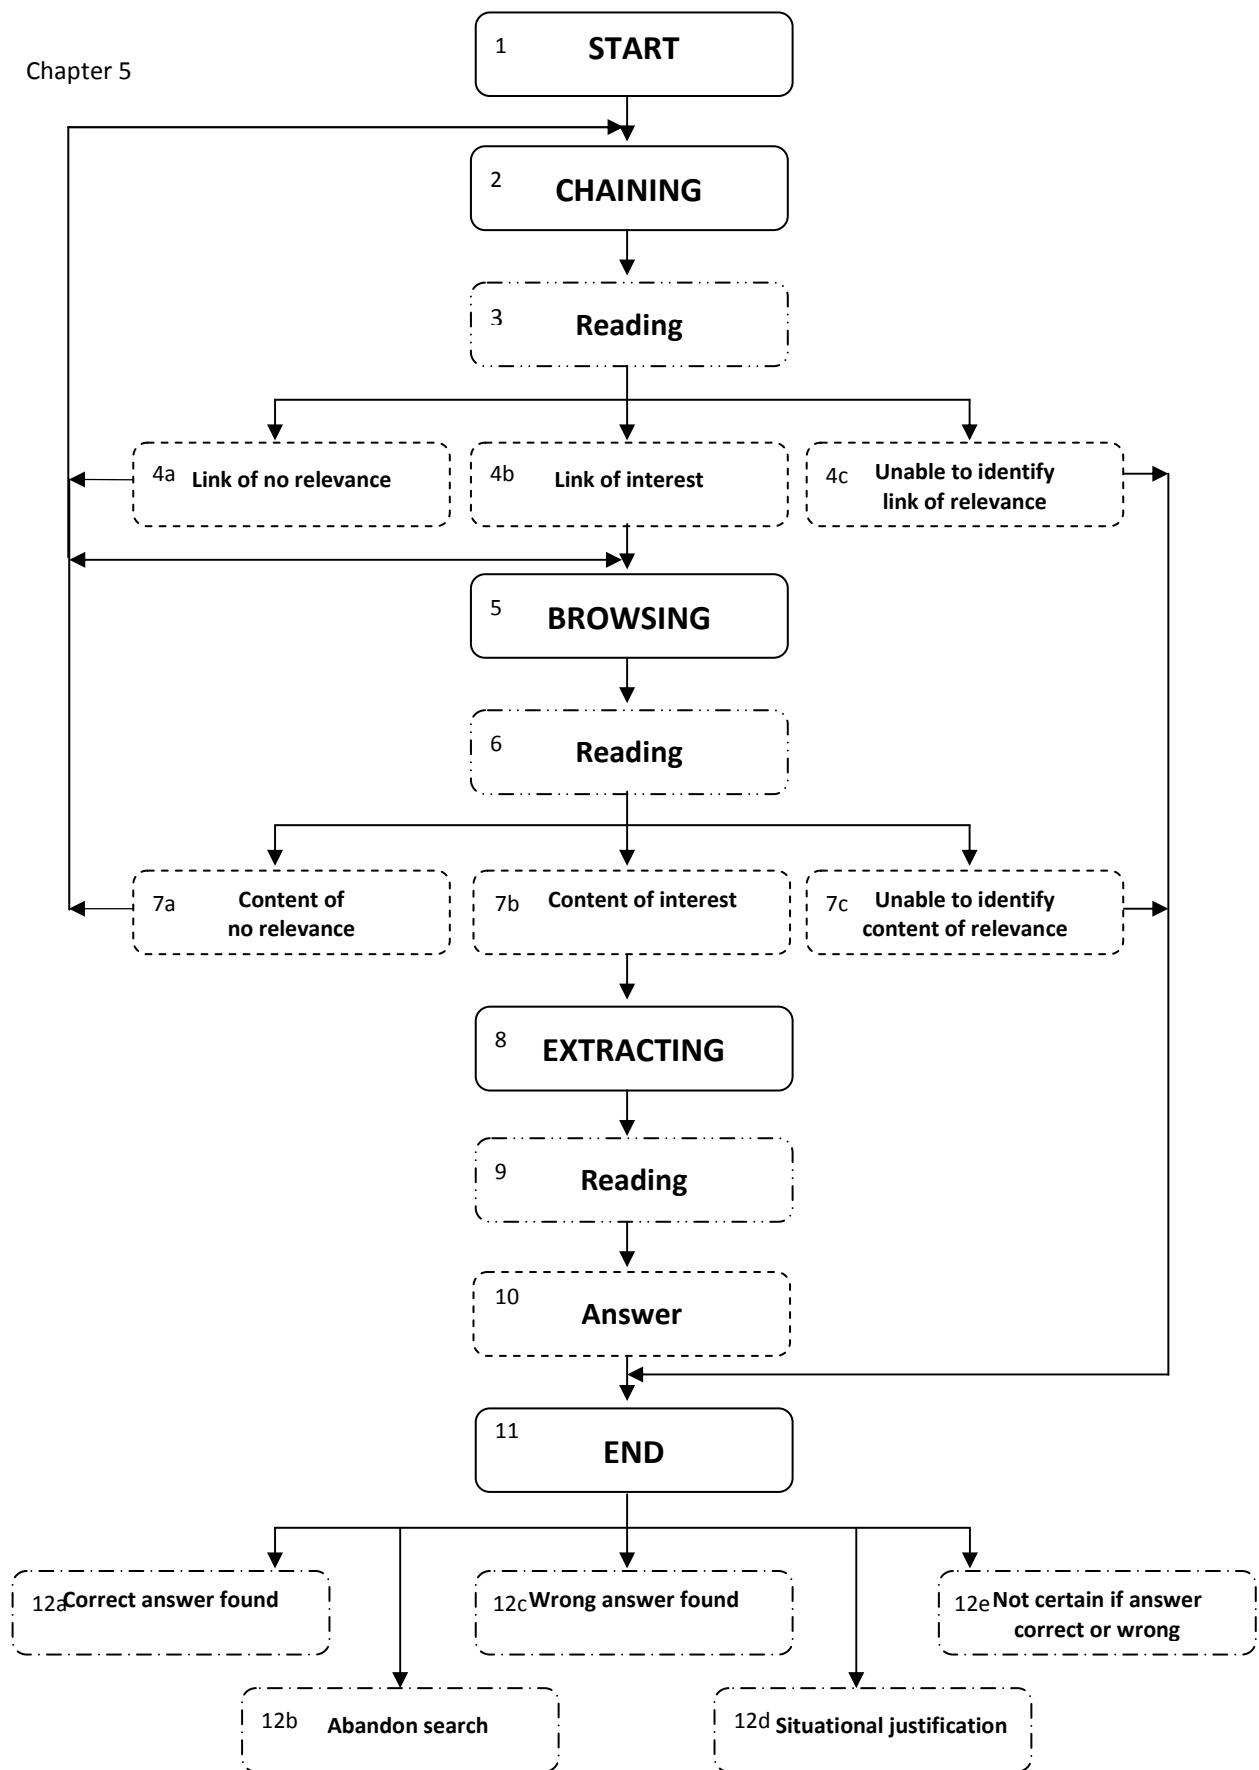 1 START
Chapter 5
2 CHAINING
3 Reading
4a Link of no relevance
4b Link of interest
4c Unable to identify
link of relevance
5 BROWSING
6 Reading
7a Content of
no relevance
7b Content of interest
7c Unable to identify
content of relevance
8 EXTRACTING
9 Reading
10 Answer
11 END
12a Correct answer found
12c Wrong answer found
12e Not certain if answer
correct or wrong
12b Abandon search
12d Situational justification